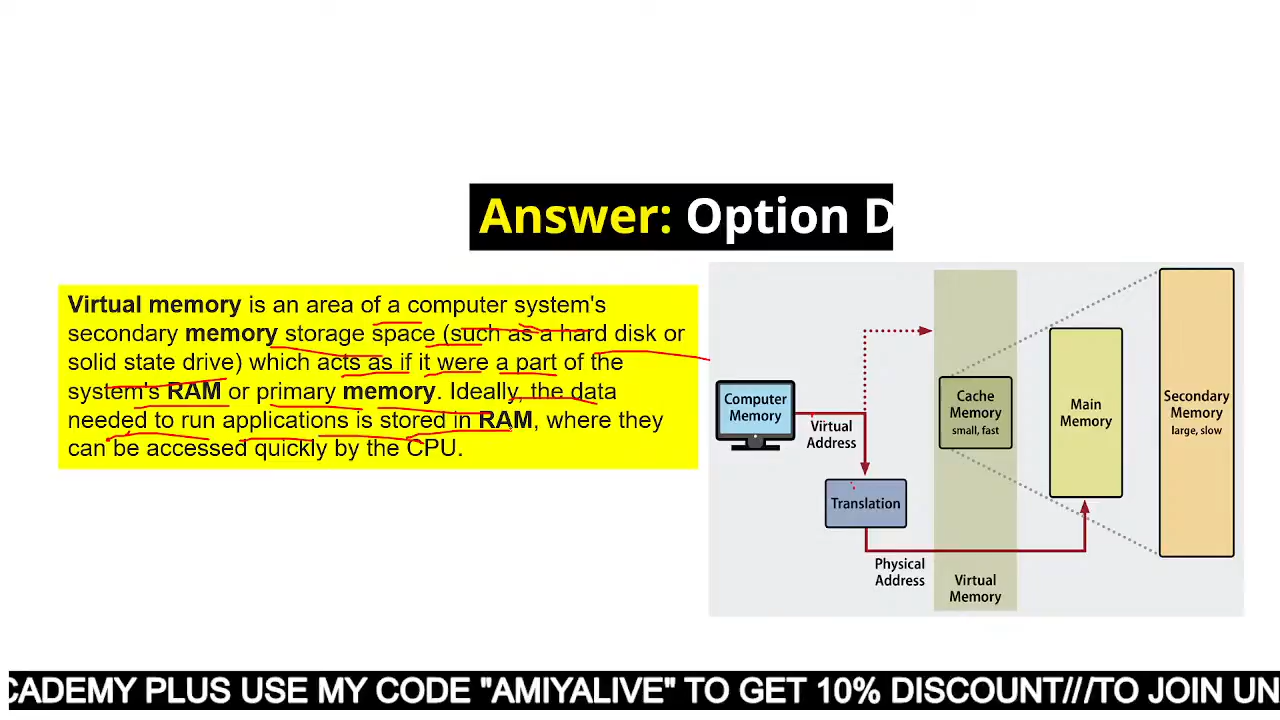 Answer: Option D
Virtual memory is an area of a computer system's
secondary memory storage space (such as a hard disk or
solid state drive) which acts as if it were a part of the
system's RAM or primary memory. Ideally, the data
needed to run applications is stored in RAM, where they
can be accessed quickly by the CPU.
Computer
Memory
Virtual
Address
Translation
Physical
Address
Cache
Memory
small, fast
Virtual
Memory
Main
Memory
Secondary
Memory
large, slow
CADEMY PLUS USE MY CODE "AMIYALIVE" TO GET 10% DISCOUNT///TO JOIN UN